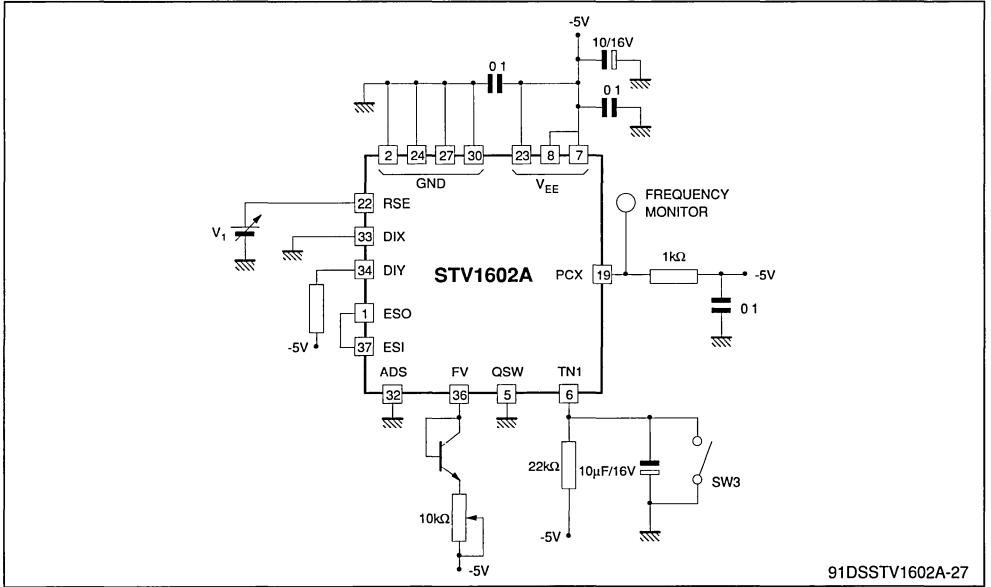 -5V
10/16V
0 1
0 1
2 24 27 30 23 8 7
GND VEE
FREQUENCY
MONITOR
22 RSE
V1
33 DIX
34 DIY
STV1602A
PCX 19
1kΩ
-5V
0 1
1 ESO
-5V
37 ESI
ADS FV QSW TN1
32 36 5 6
22kΩ
10µF/16V
SW3
10kΩ
-5V
-5V
91DSSTV1602A-27